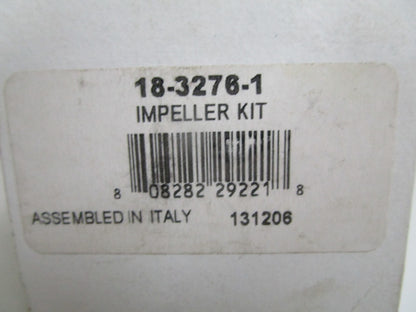 18-3276-1
IMPELLER KIT
8 08282 29221 8
ASSEMBLED IN ITALY 131206